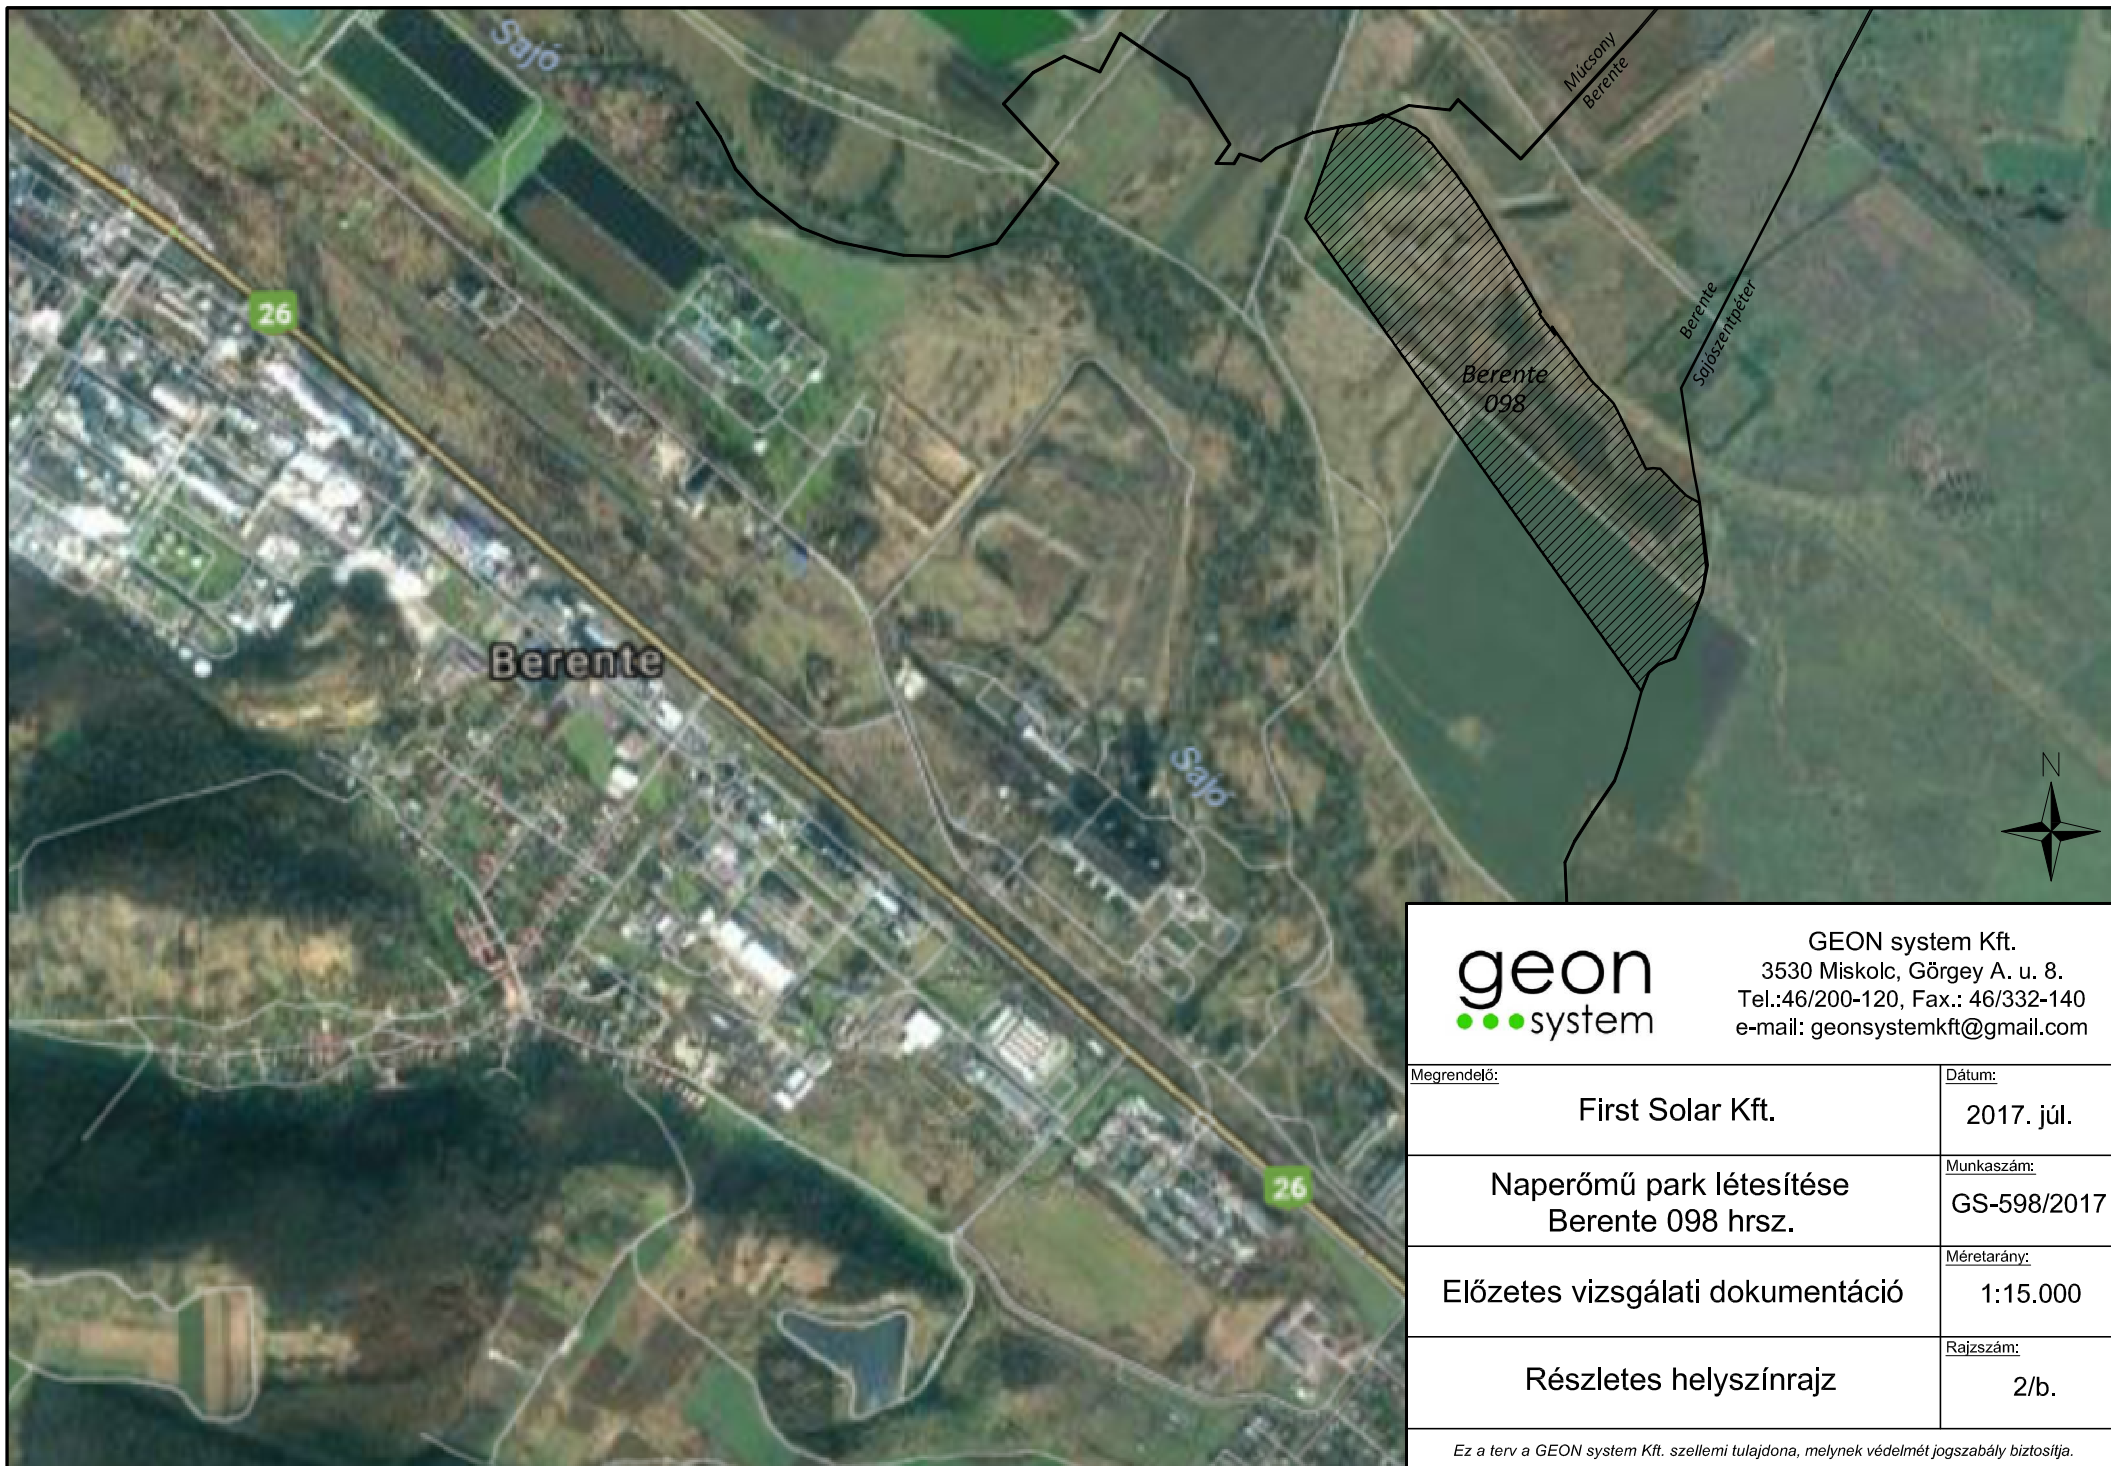 Sajó
Múcsony
Berente
26
Berente
Sajószentpéter
Berente
098
Berente
Sajó
N
26
geon
system
GEON system Kft.
3530 Miskolc, Görgey A. u. 8.
Tel.:46/200-120, Fax.: 46/332-140
e-mail: geonsystemkft@gmail.com
Megrendelő:
First Solar Kft.
Dátum:
2017. júl.
Naperőmű park létesítése
Berente 098 hrsz.
Munkaszám:
GS-598/2017
Előzetes vizsgálati dokumentáció
Méretarány:
1:15.000
Részletes helyszínrajz
Rajzszám:
2/b.
Ez a terv a GEON system Kft. szellemi tulajdona, melynek védelmét jogszabály biztosítja.